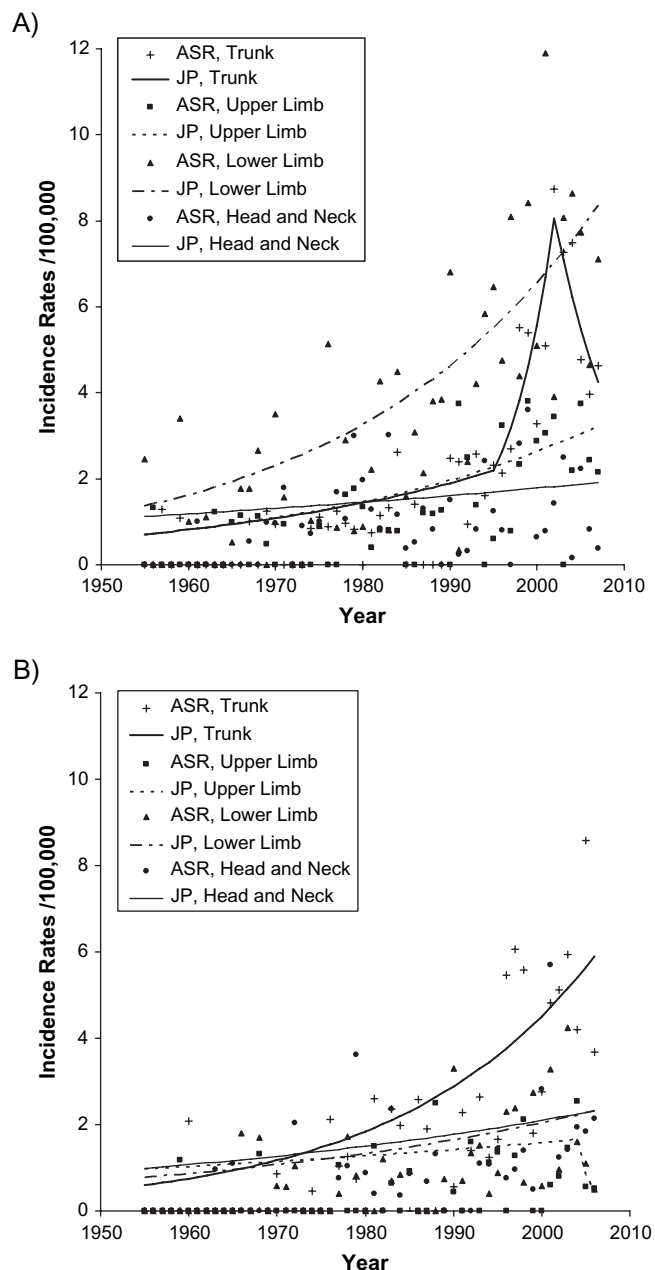 A)
ASR, Trunk
JP, Trunk
ASR, Upper Limb
JP, Upper Limb
ASR, Lower Limb
JP, Lower Limb
ASR, Head and Neck
JP, Head and Neck
Incidence Rates /100,000
12
10
8
6
4
2
0
1950 1960 1970 1980 1990 2000 2010
Year
B)
ASR, Trunk
JP, Trunk
ASR, Upper Limb
JP, Upper Limb
ASR, Lower Limb
JP, Lower Limb
ASR, Head and Neck
JP, Head and Neck
Incidence Rates /100,000
12
10
8
6
4
2
0
1950 1960 1970 1980 1990 2000 2010
Year